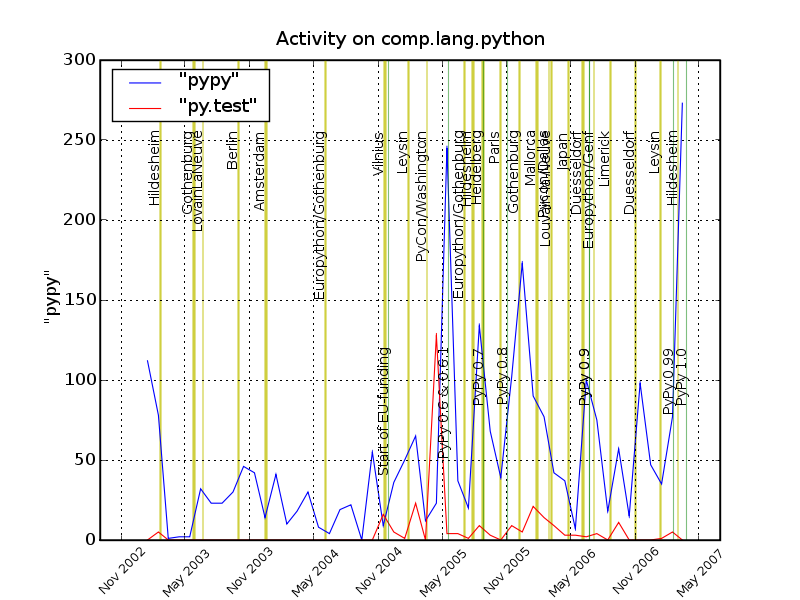 Activity on comp.lang.python
"pypy"
"py.test"
300
250
200
150
100
50
0
"pypy"
Hildesheim
Gothenburg
LovainLaNeuve
Berlin
Amsterdam
Europython/Gothenburg
Vilnius
Leysin
PyCon/Washington
Europython/Gothenburg
Hildesheim
Heidelberg
Paris
Gothenburg
Mallorca
Louvain-la-Neuve
Japan
Duesseldorf
Europython/Genf
Limerick
Duesseldorf
Leysin
Hildesheim
Start of EU-funding
PyPy 0.6 & 0.6.1
PyPy 0.7
PyPy 0.8
PyPy 0.9
PyPy 0.99
PyPy 1.0
Nov 2002
May 2003
Nov 2003
May 2004
Nov 2004
May 2005
Nov 2005
May 2006
Nov 2006
May 2007